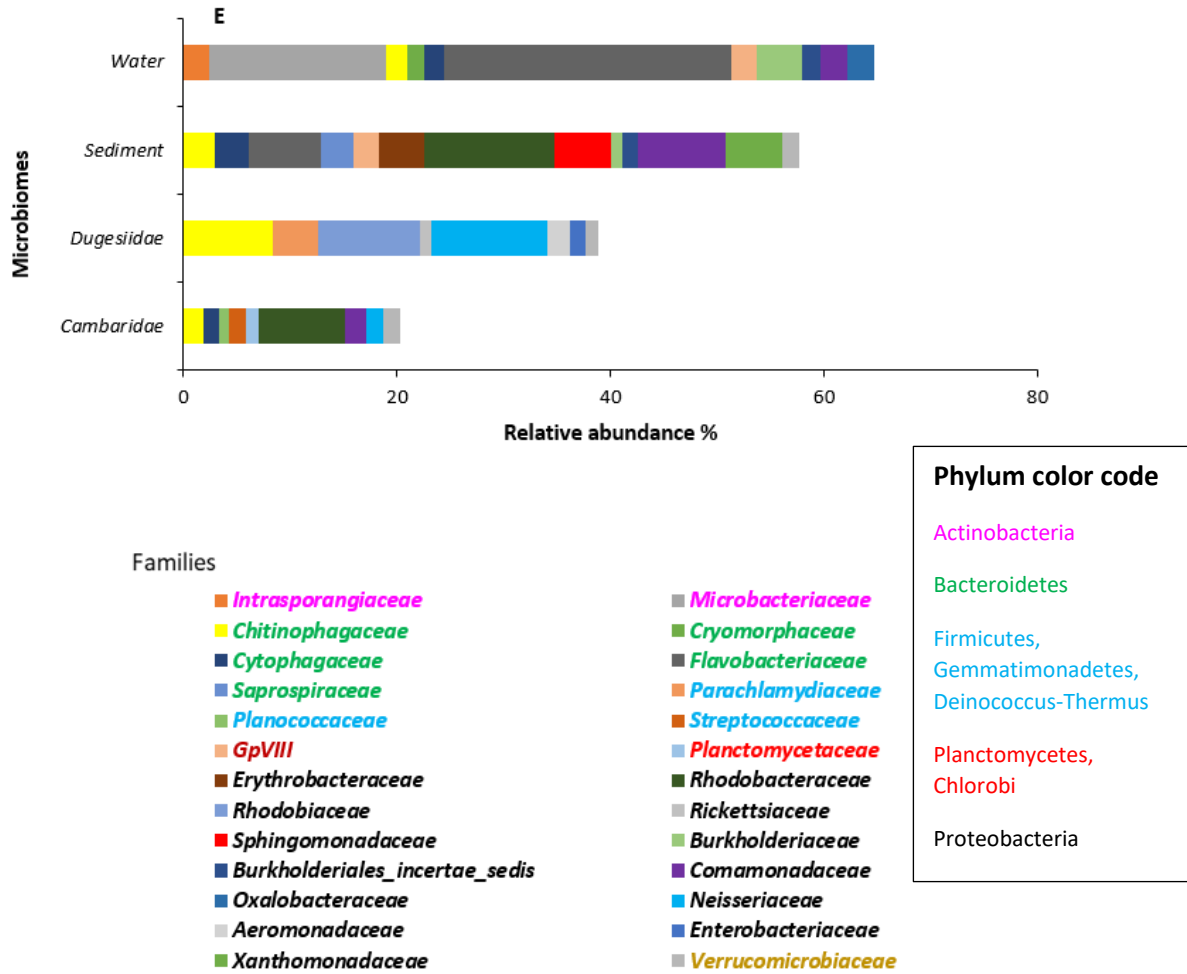 E
Water
Sediment
Dugesiidae
Cambaridae
Microbiomes
0 20 40 60 80
Relative abundance %
Phylum color code
Actinobacteria
Bacteroidetes
Firmicutes,
Gemmatimonadetes,
Deinococcus-Thermus
Planctomycetes,
Chlorobi
Proteobacteria
Families
Intrasporangiaceae Microbacteriaceae
Chitinophagaceae Cryomorphaceae
Cytophagaceae Flavobacteriaceae
Saprospiraceae Parachlamydiaceae
Planococcaceae Streptococcaceae
GpVIII Planctomycetaceae
Erythrobacteraceae Rhodobacteraceae
Rhodobiaceae Rickettsiaceae
Sphingomonadaceae Burkholderiaceae
Burkholderiales_incertae_sedis Comamonadaceae
Oxalobacteraceae Neisseriaceae
Aeromonadaceae Enterobacteriaceae
Xanthomonadaceae Verrucomicrobiaceae